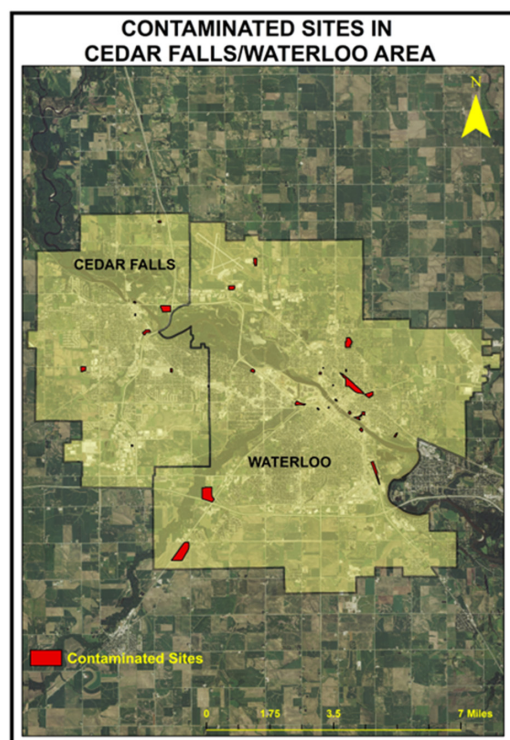 CONTAMINATED SITES IN
CEDAR FALLS/WATERLOO AREA
N
CEDAR FALLS
WATERLOO
Contaminated Sites
0 1.75 3.5 7 Miles